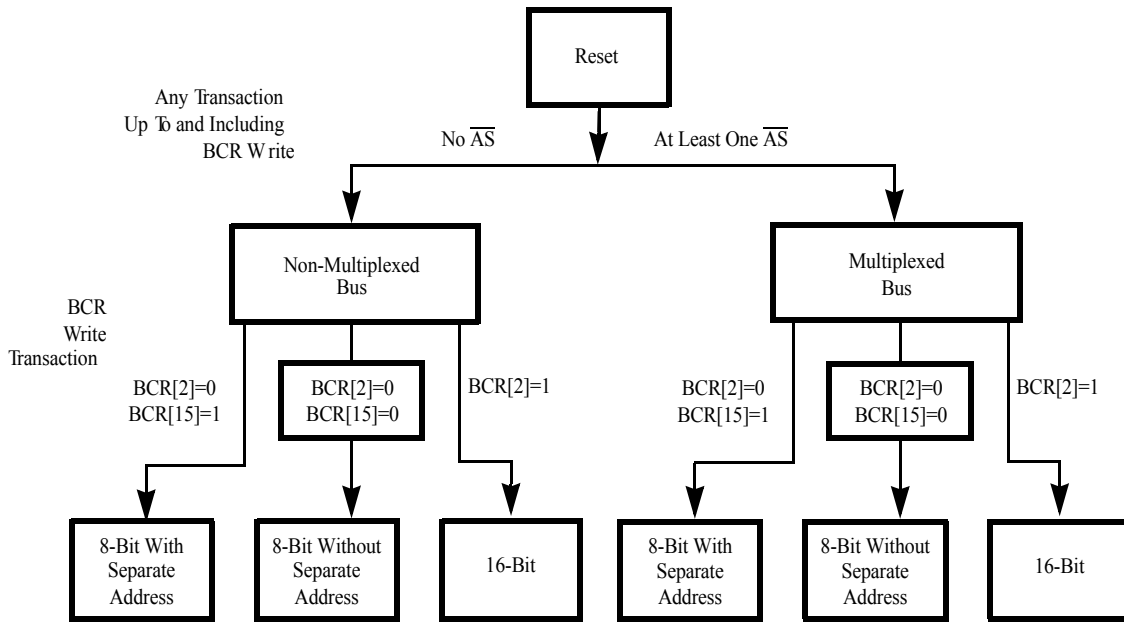 Reset
Any Transaction
Up To and Including
BCR Write
No A̅S̅
At Least One A̅S̅
Non-Multiplexed
Bus
Multiplexed
Bus
BCR
Write
Transaction
BCR[2]=0
BCR[15]=1
BCR[2]=0
BCR[15]=0
BCR[2]=1
BCR[2]=0
BCR[15]=1
BCR[2]=0
BCR[15]=0
BCR[2]=1
8-Bit With
Separate
Address
8-Bit Without
Separate
Address
16-Bit
8-Bit With
Separate
Address
8-Bit Without
Separate
Address
16-Bit